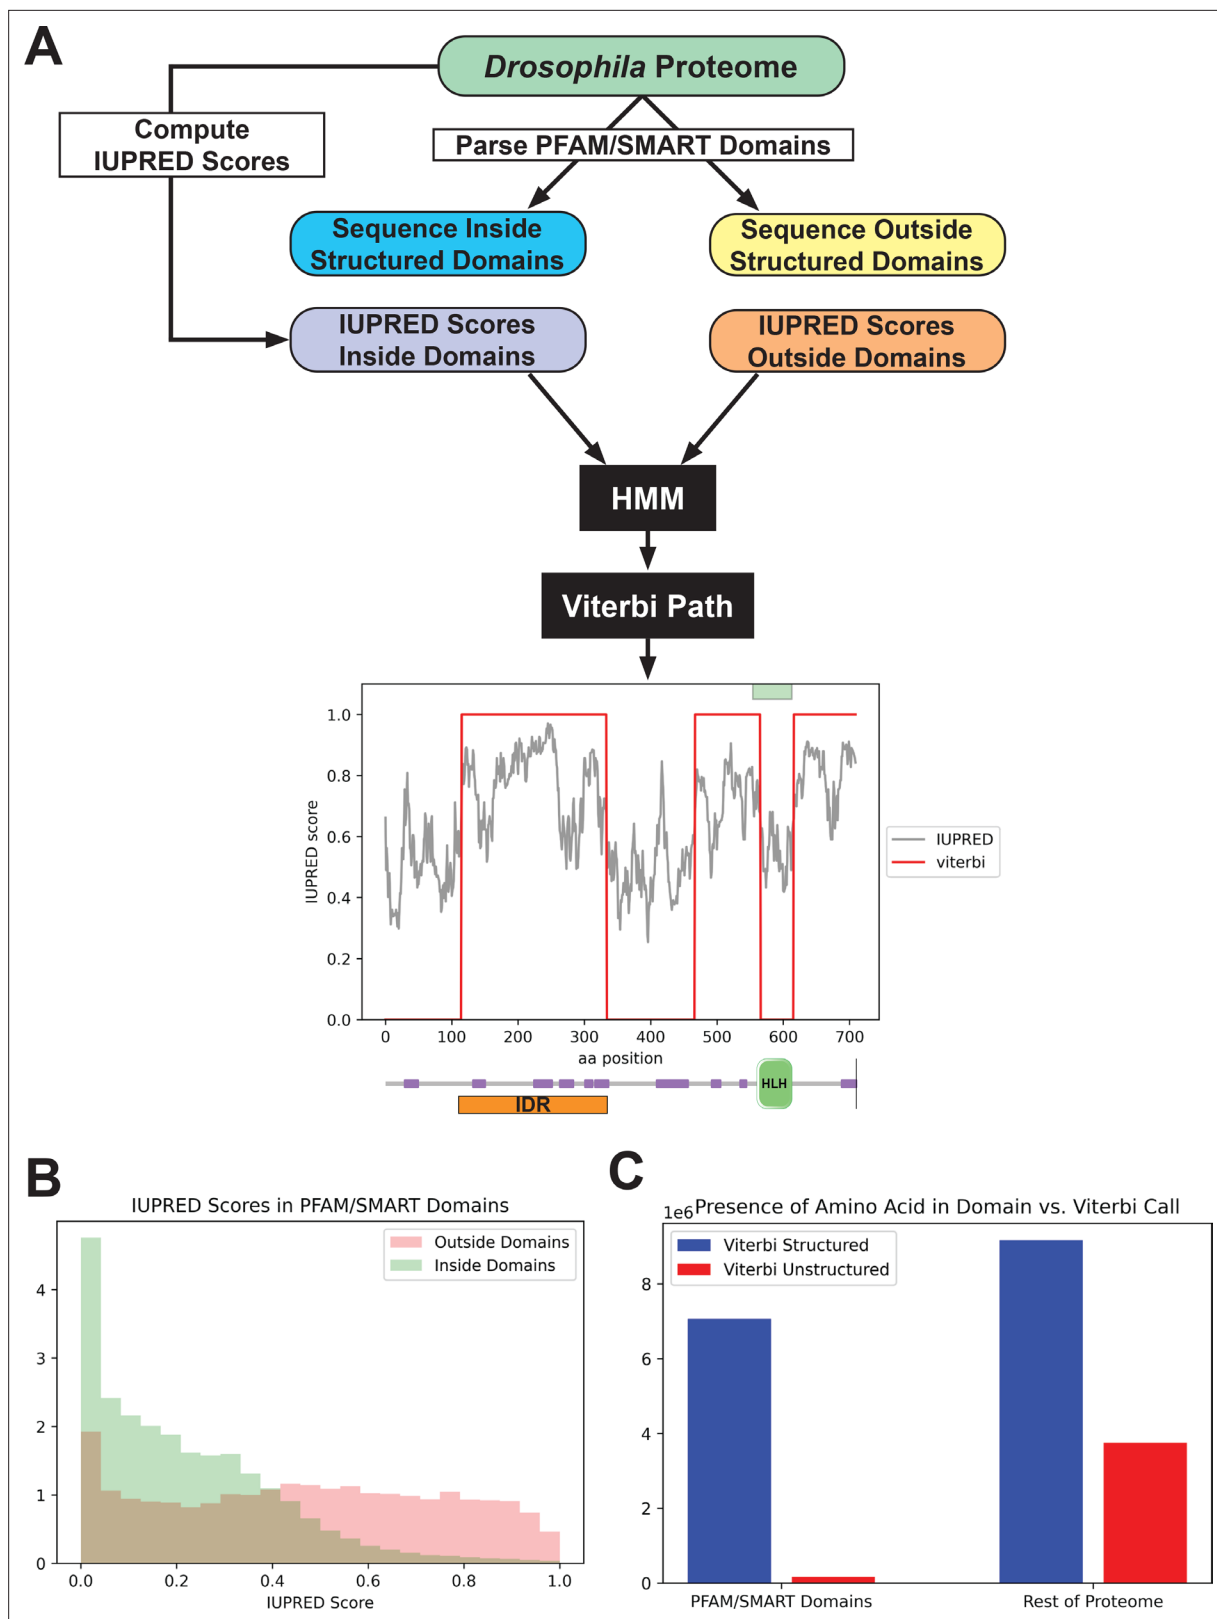 A
Drosophila Proteome
Compute
IUPRED Scores
Parse PFAM/SMART Domains
Sequence Inside
Structured Domains
Sequence Outside
Structured Domains
IUPRED Scores
Inside Domains
IUPRED Scores
Outside Domains
HMM
Viterbi Path
1.0
0.8
0.6
0.4
0.2
0.0
IUPRED score
0 100 200 300 400 500 600 700
aa position
IUPRED
viterbi
HLH
IDR
B
IUPRED Scores in PFAM/SMART Domains
Outside Domains
Inside Domains
4
3
2
1
0
0.0 0.2 0.4 0.6 0.8 1.0
IUPRED Score
C
1e6 Presence of Amino Acid in Domain vs. Viterbi Call
Viterbi Structured
Viterbi Unstructured
8
6
4
2
0
PFAM/SMART Domains
Rest of Proteome